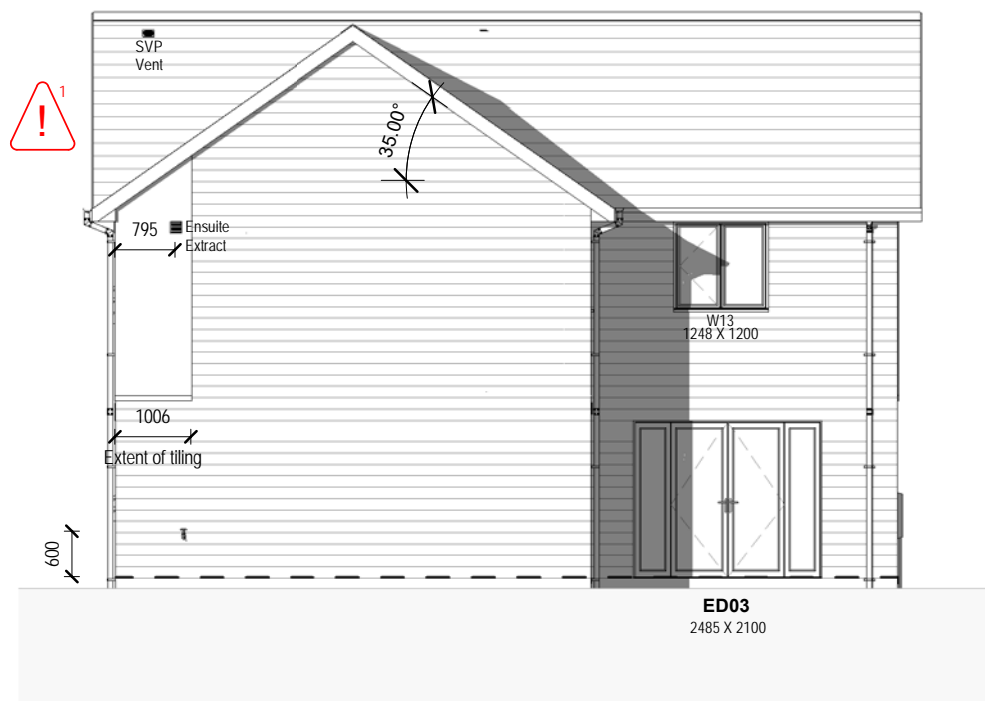 SVP
Vent
1
!
35.00°
795
Ensuite
Extract
W13
1248 X 1200
1006
Extent of tiling
600
ED03
2485 X 2100